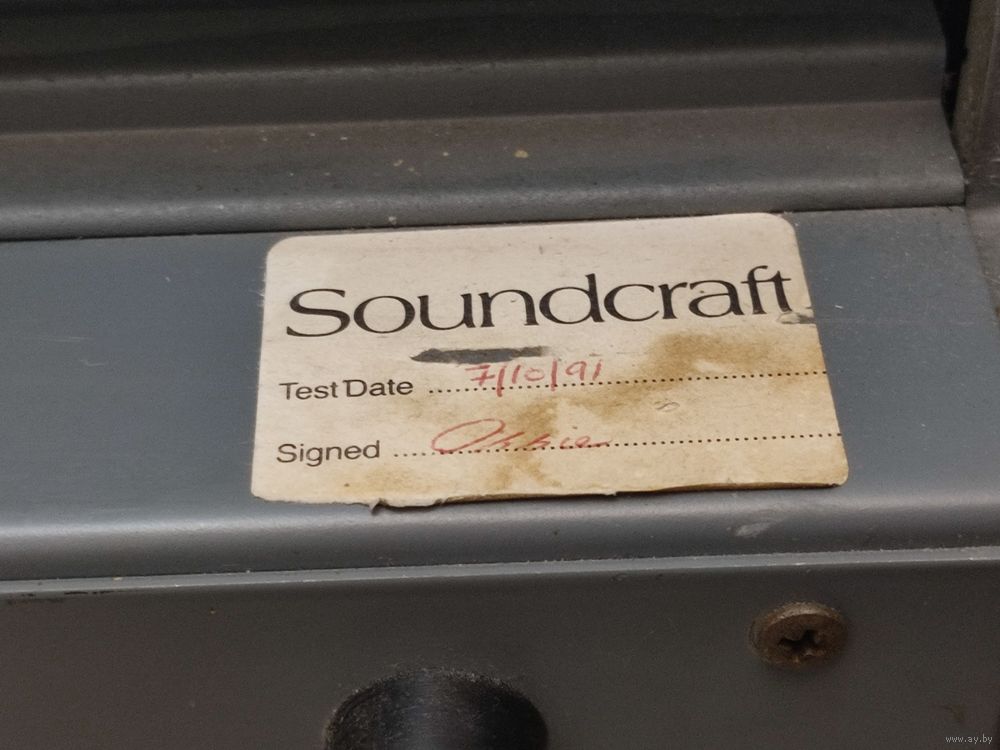 Soundcraft
Test Date 7/10/91
Signed
www.ay.by